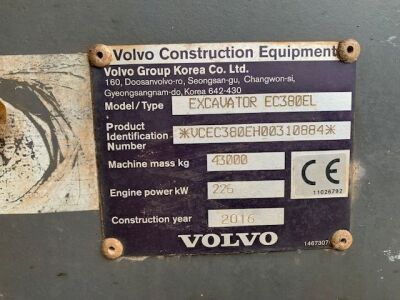 Volvo Construction Equipment
Volvo Group Korea Co. Ltd.
160, Doosanvolvo-ro, Seongsan-gu, Changwon-si,
Gyeongsangnam-do, Korea 642-430
Model/Type EXCAVATOR EC380EL
Product
Identification *VCEC380EH00310884*
Number
Machine mass kg 43000
CE
11026792
Engine power kW 226
Construction year 2016
VOLVO